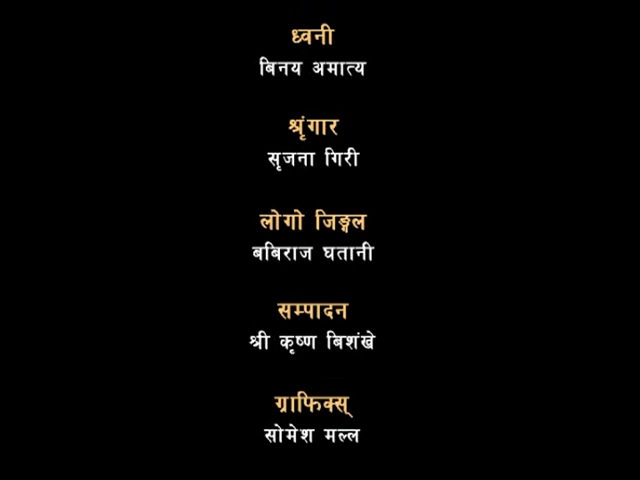 ध्वनी
बिनय अमात्य
श्रृंगार
सृजना गिरी
लोगो जिङ्गल
बबिराज घतानी
सम्पादन
श्री कृष्ण बिशंखे
ग्राफिक्स्
सोमेश मल्ल